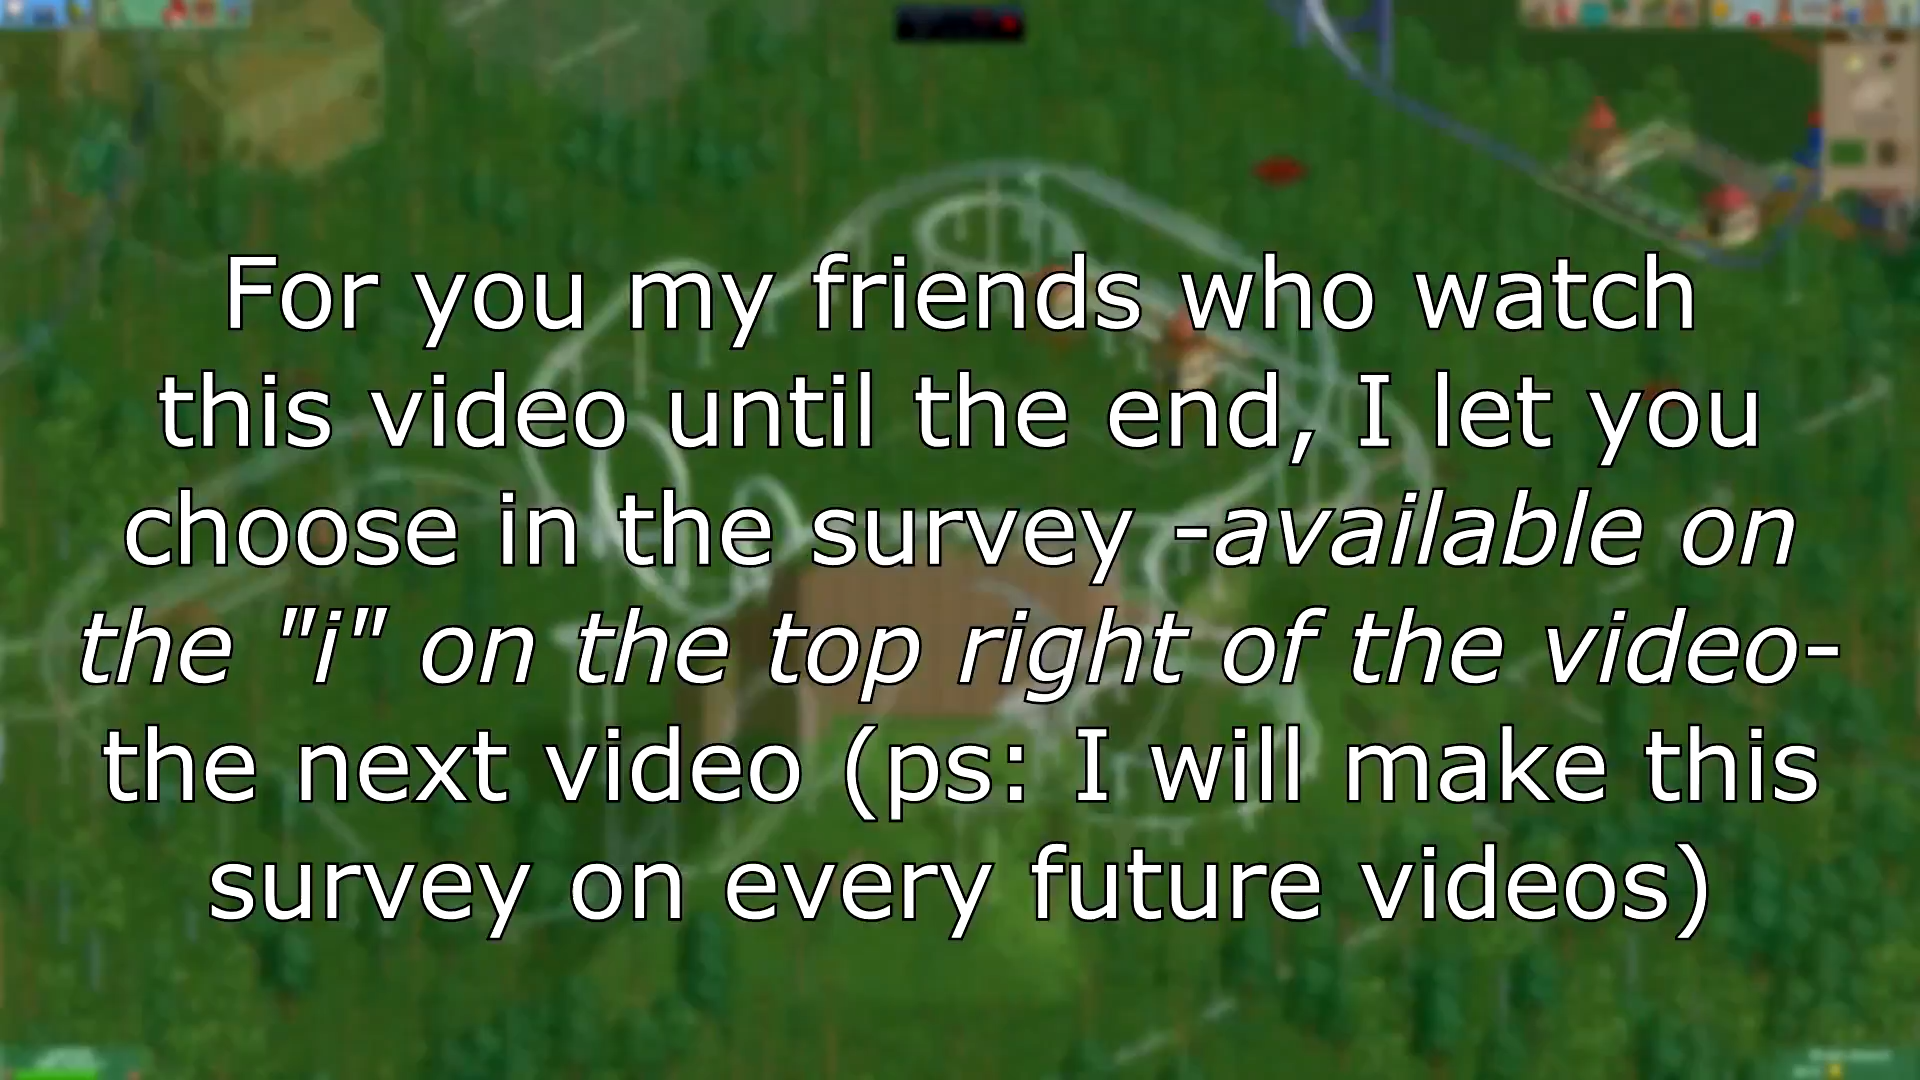 For you my friends who watch
this video until the end, I let you
choose in the survey -available on
the "i" on the top right of the video-
the next video (ps: I will make this
survey on every future videos)